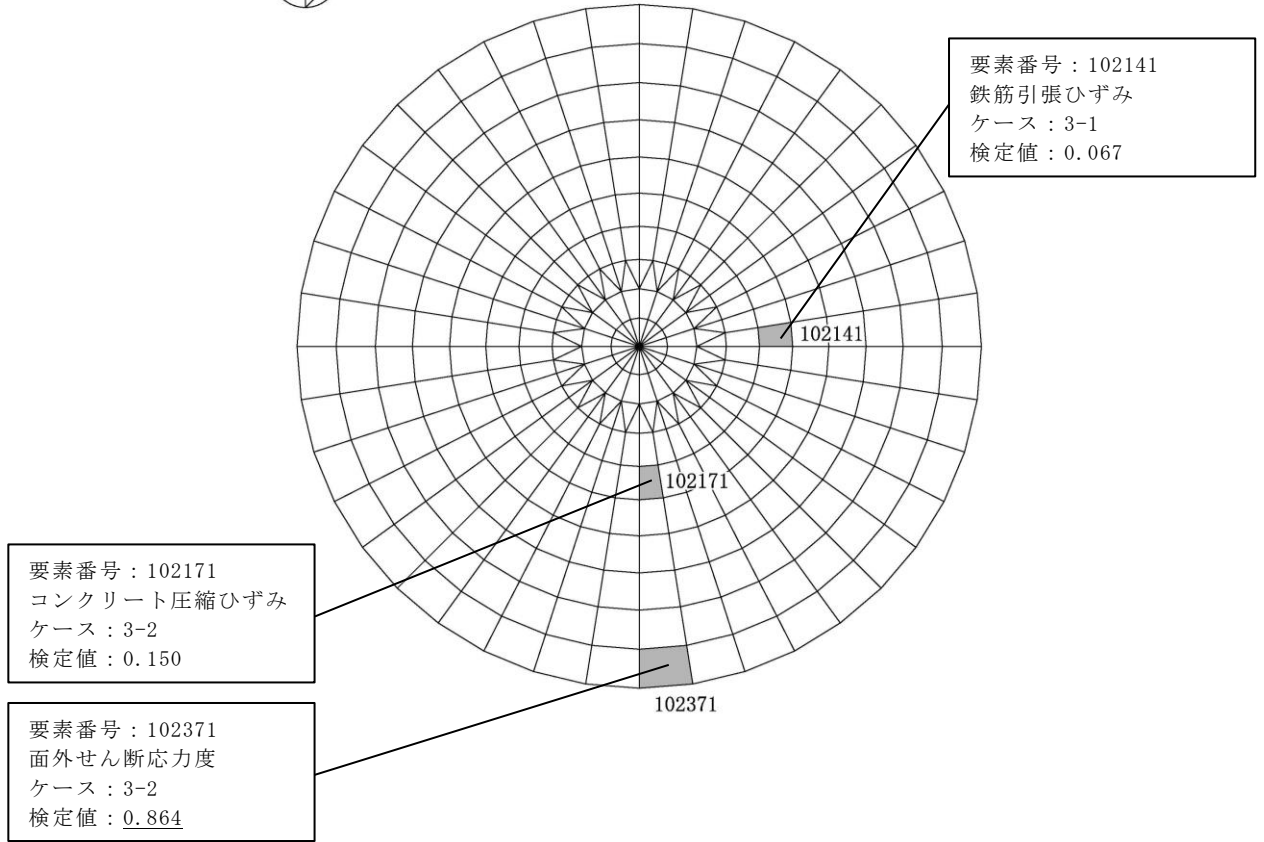 要素番号：102141
鉄筋引張ひずみ
ケース：3-1
検定値：0.067
102141
102171
要素番号：102171
コンクリート圧縮ひずみ
ケース：3-2
検定値：0.150
102371
要素番号：102371
面外せん断応力度
ケース：3-2
検定値：0.864